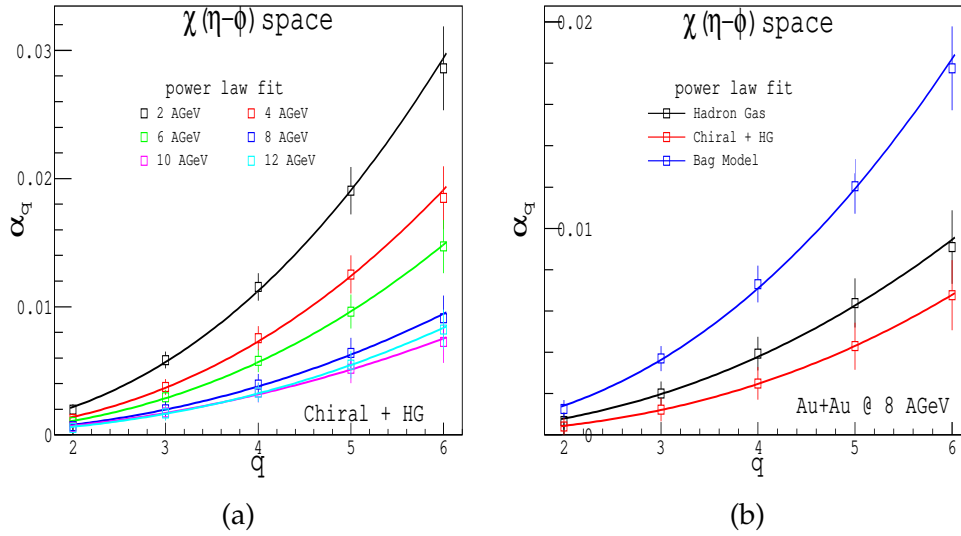 χ(η-ϕ) space
power law fit
2 AGeV
4 AGeV
6 AGeV
8 AGeV
10 AGeV
12 AGeV
0.03
0.02
0.01
0
α_q
Chiral + HG
2 3 4 5 6
q
(a)
χ(η-ϕ) space
power law fit
Hadron Gas
Chiral + HG
Bag Model
0.02
0.01
0
α_q
Au+Au @ 8 AGeV
2 3 4 5 6
q
(b)